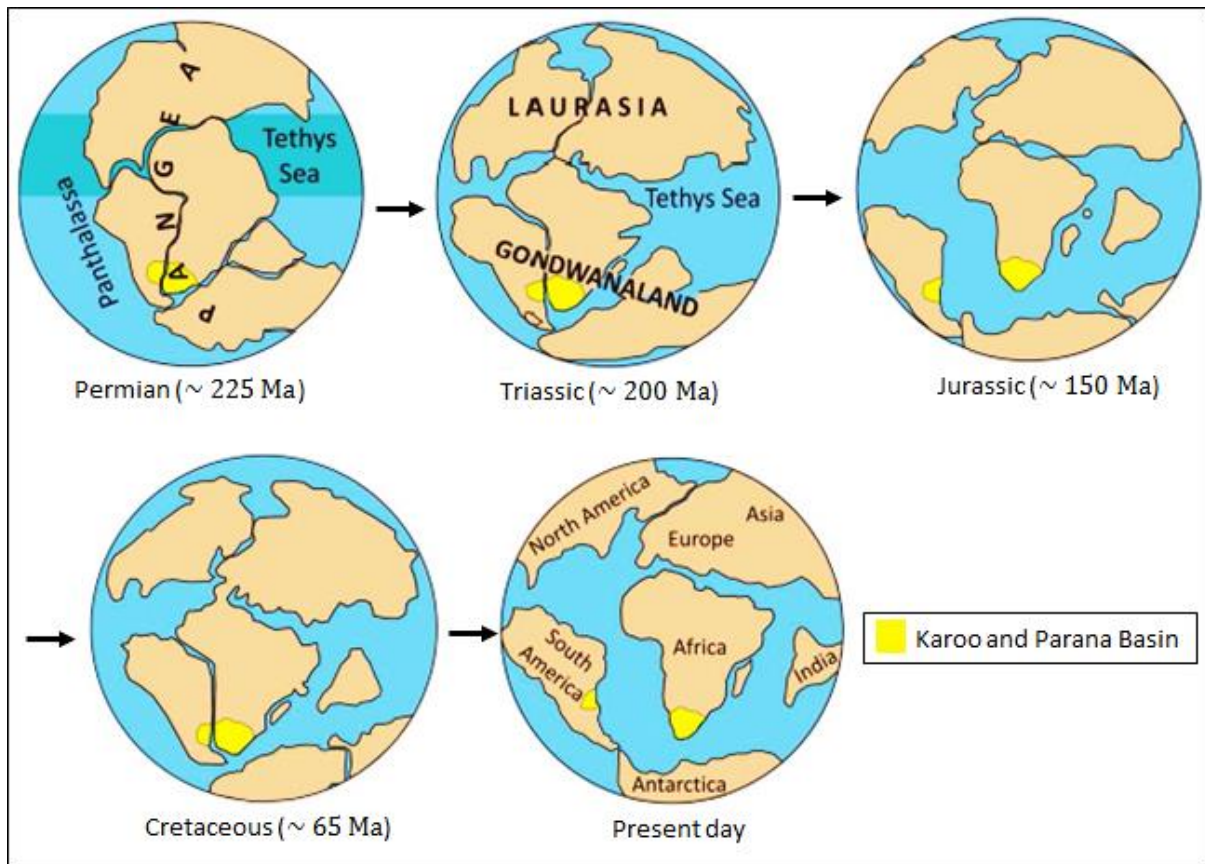 PANGEA
Tethys
Sea
Panthalassa
Permian (~ 225 Ma)
LAURASIA
Tethys Sea
GONDWANALAND
Triassic (~ 200 Ma)
Jurassic (~ 150 Ma)
Cretaceous (~ 65 Ma)
North America
Asia
Europe
South
America
Africa
India
Antarctica
Present day
Karoo and Parana Basin